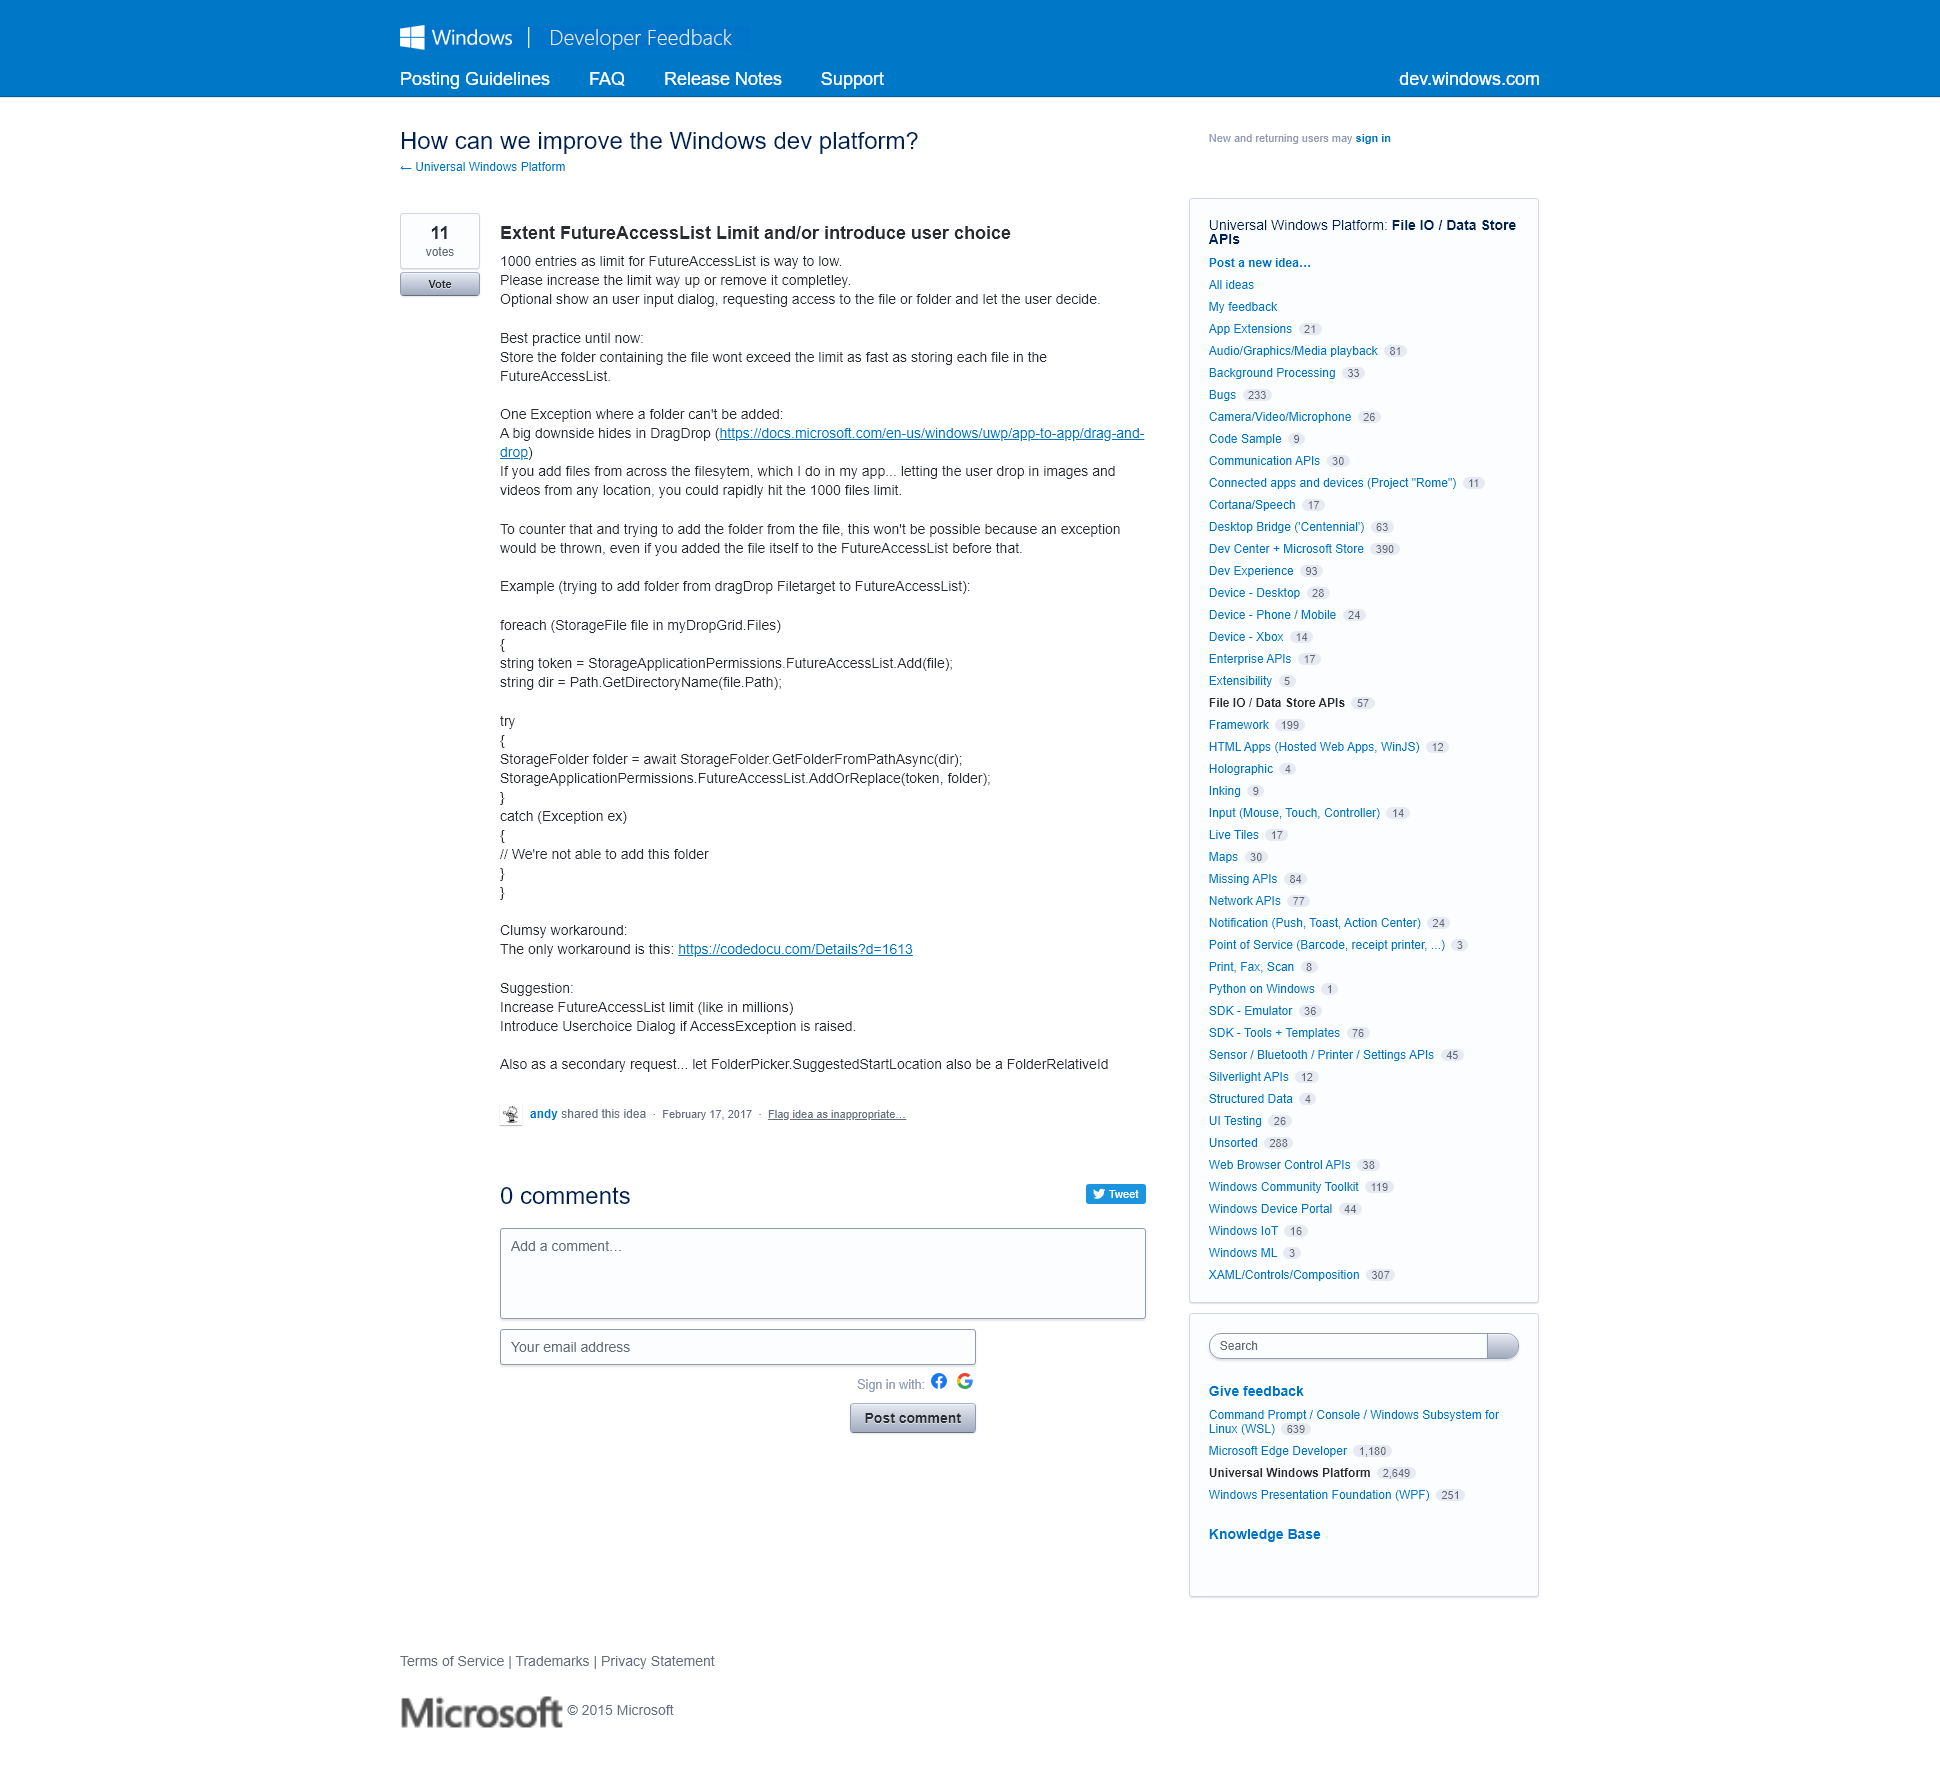 Windows | Developer Feedback
Posting Guidelines FAQ Release Notes Support dev.windows.com
How can we improve the Windows dev platform?
← Universal Windows Platform
New and returning users may sign in
11
votes
Vote
Extent FutureAccessList Limit and/or introduce user choice
1000 entries as limit for FutureAccessList is way to low.
Please increase the limit way up or remove it completley.
Optional show an user input dialog, requesting access to the file or folder and let the user decide.
Best practice until now:
Store the folder containing the file wont exceed the limit as fast as storing each file in the
FutureAccessList.
One Exception where a folder can't be added:
A big downside hides in DragDrop (https://docs.microsoft.com/en-us/windows/uwp/app-to-app/drag-and-
drop)
If you add files from across the filesytem, which I do in my app... letting the user drop in images and
videos from any location, you could rapidly hit the 1000 files limit.
To counter that and trying to add the folder from the file, this won't be possible because an exception
would be thrown, even if you added the file itself to the FutureAccessList before that.
Example (trying to add folder from dragDrop Filetarget to FutureAccessList):
foreach (StorageFile file in myDropGrid.Files)
{
string token = StorageApplicationPermissions.FutureAccessList.Add(file);
string dir = Path.GetDirectoryName(file.Path);
try
{
StorageFolder folder = await StorageFolder.GetFolderFromPathAsync(dir);
StorageApplicationPermissions.FutureAccessList.AddOrReplace(token, folder);
}
catch (Exception ex)
{
// We're not able to add this folder
}
}
Clumsy workaround:
The only workaround is this: https://codedocu.com/Details?d=1613
Suggestion:
Increase FutureAccessList limit (like in millions)
Introduce Userchoice Dialog if AccessException is raised.
Also as a secondary request... let FolderPicker.SuggestedStartLocation also be a FolderRelativeId
andy shared this idea · February 17, 2017 · Flag idea as inappropriate…
0 comments
Tweet
Add a comment…
Your email address
Sign in with:
Post comment
Universal Windows Platform: File IO / Data Store
APIs
Post a new idea…
All ideas
My feedback
App Extensions 21
Audio/Graphics/Media playback 81
Background Processing 33
Bugs 233
Camera/Video/Microphone 26
Code Sample 9
Communication APIs 30
Connected apps and devices (Project "Rome") 11
Cortana/Speech 17
Desktop Bridge ('Centennial') 63
Dev Center + Microsoft Store 390
Dev Experience 93
Device - Desktop 28
Device - Phone / Mobile 24
Device - Xbox 14
Enterprise APIs 17
Extensibility 5
File IO / Data Store APIs 57
Framework 199
HTML Apps (Hosted Web Apps, WinJS) 12
Holographic 4
Inking 9
Input (Mouse, Touch, Controller) 14
Live Tiles 17
Maps 30
Missing APIs 84
Network APIs 77
Notification (Push, Toast, Action Center) 24
Point of Service (Barcode, receipt printer, ...) 3
Print, Fax, Scan 8
Python on Windows 1
SDK - Emulator 36
SDK - Tools + Templates 76
Sensor / Bluetooth / Printer / Settings APIs 45
Silverlight APIs 12
Structured Data 4
UI Testing 26
Unsorted 288
Web Browser Control APIs 38
Windows Community Toolkit 119
Windows Device Portal 44
Windows IoT 16
Windows ML 3
XAML/Controls/Composition 307
Search
Give feedback
Command Prompt / Console / Windows Subsystem for
Linux (WSL) 639
Microsoft Edge Developer 1,180
Universal Windows Platform 2,649
Windows Presentation Foundation (WPF) 251
Knowledge Base
Terms of Service | Trademarks | Privacy Statement
Microsoft © 2015 Microsoft